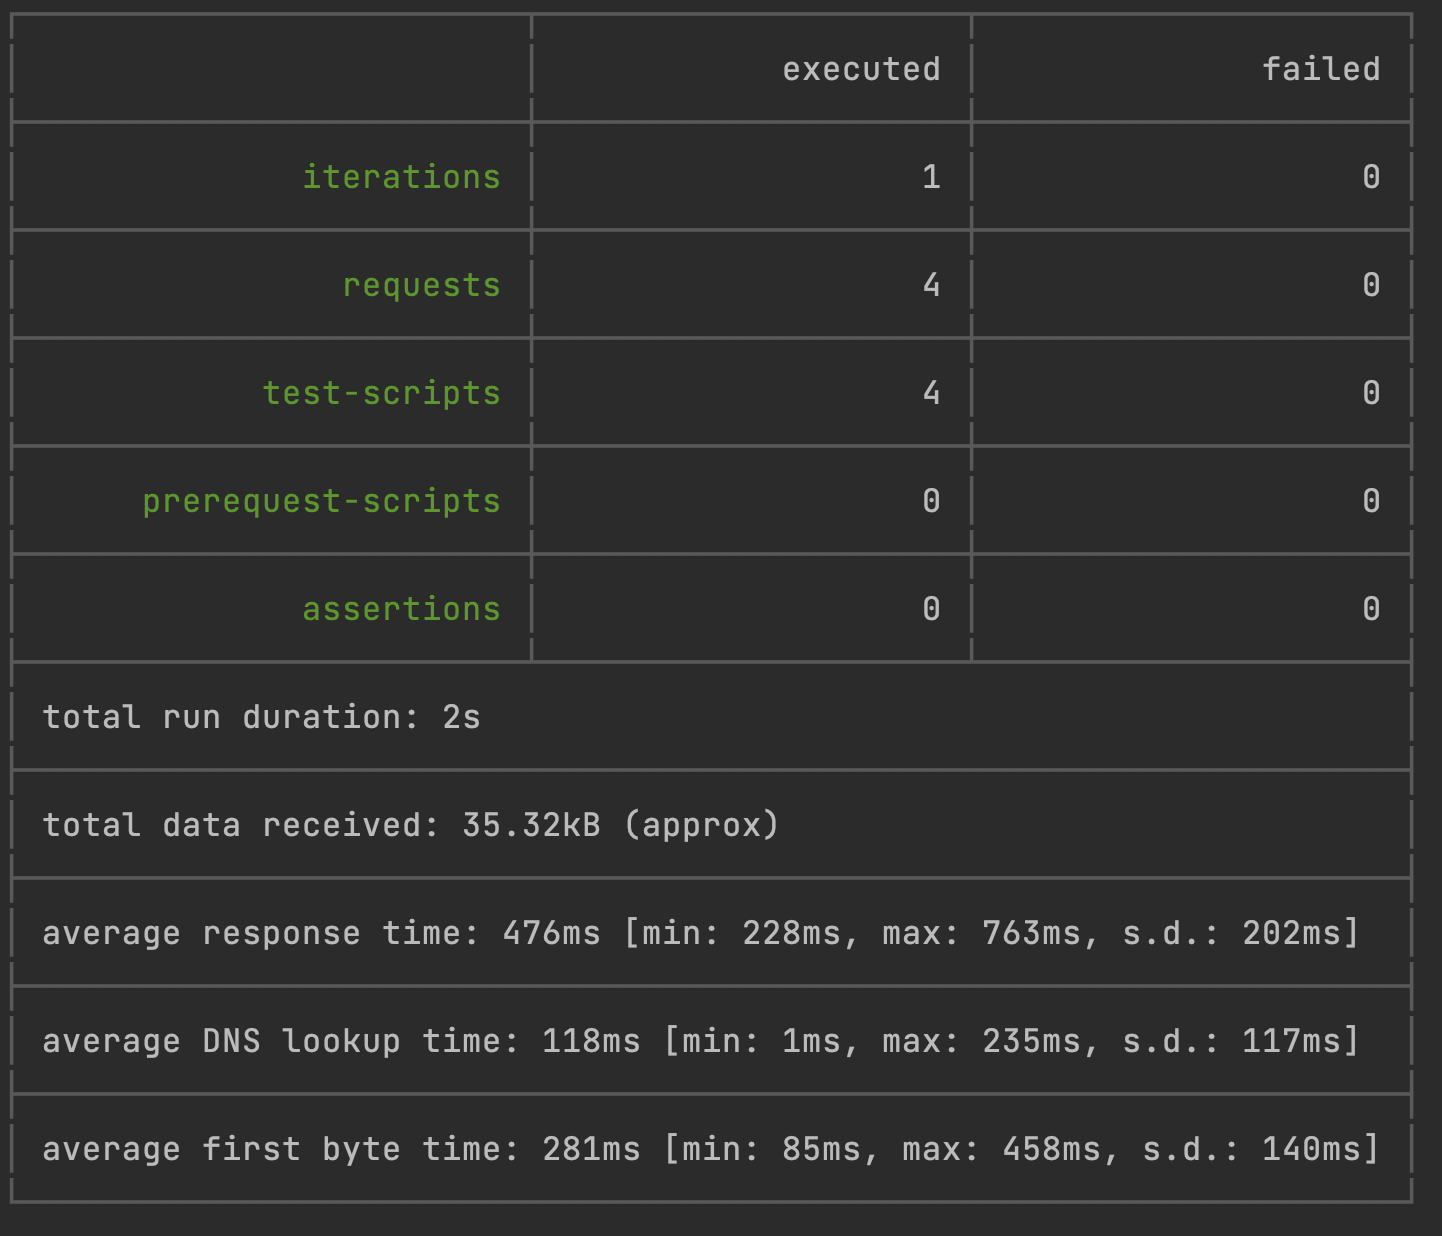 executed failed
iterations 1 0
requests 4 0
test-scripts 4 0
prerequest-scripts 0 0
assertions 0 0
total run duration: 2s
total data received: 35.32kB (approx)
average response time: 476ms [min: 228ms, max: 763ms, s.d.: 202ms]
average DNS lookup time: 118ms [min: 1ms, max: 235ms, s.d.: 117ms]
average first byte time: 281ms [min: 85ms, max: 458ms, s.d.: 140ms]